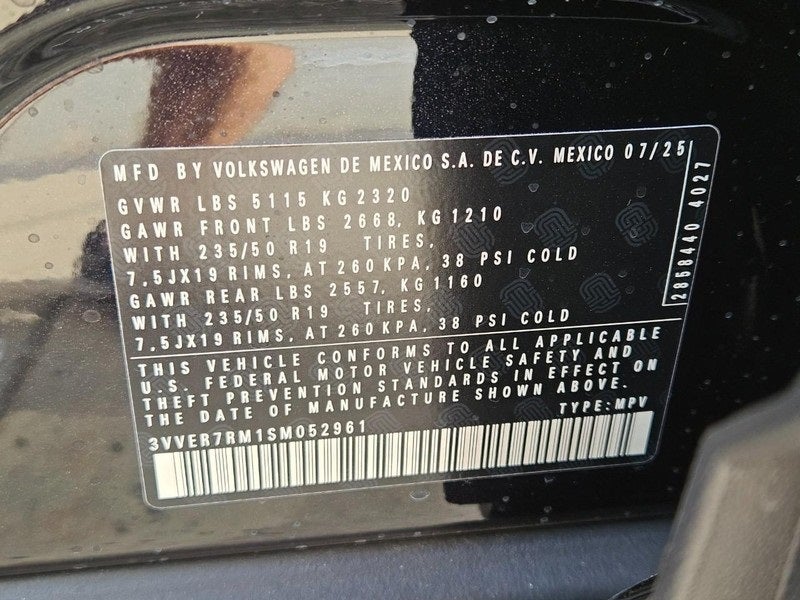 MFD BY VOLKSWAGEN DE MEXICO S.A. DE C.V. MEXICO 07/25
GVWR LBS 5115 KG 2320
GAWR FRONT LBS 2668, KG 1210
WITH 235/50 R19 TIRES,
7,5JX19 RIMS, AT 260 KPA, 38 PSI COLD
GAWR REAR LBS 2557, KG 1160
WITH 235/50 R19 TIRES,
7,5JX19 RIMS, AT 260 KPA, 38 PSI COLD
2858440 4027
THIS VEHICLE CONFORMS TO ALL APPLICABLE
U.S. FEDERAL MOTOR VEHICLE SAFETY AND
THEFT PREVENTION STANDARDS IN EFFECT ON
THE DATE OF MANUFACTURE SHOWN ABOVE.
TYPE: MPV
3VVER7RM1SM052961